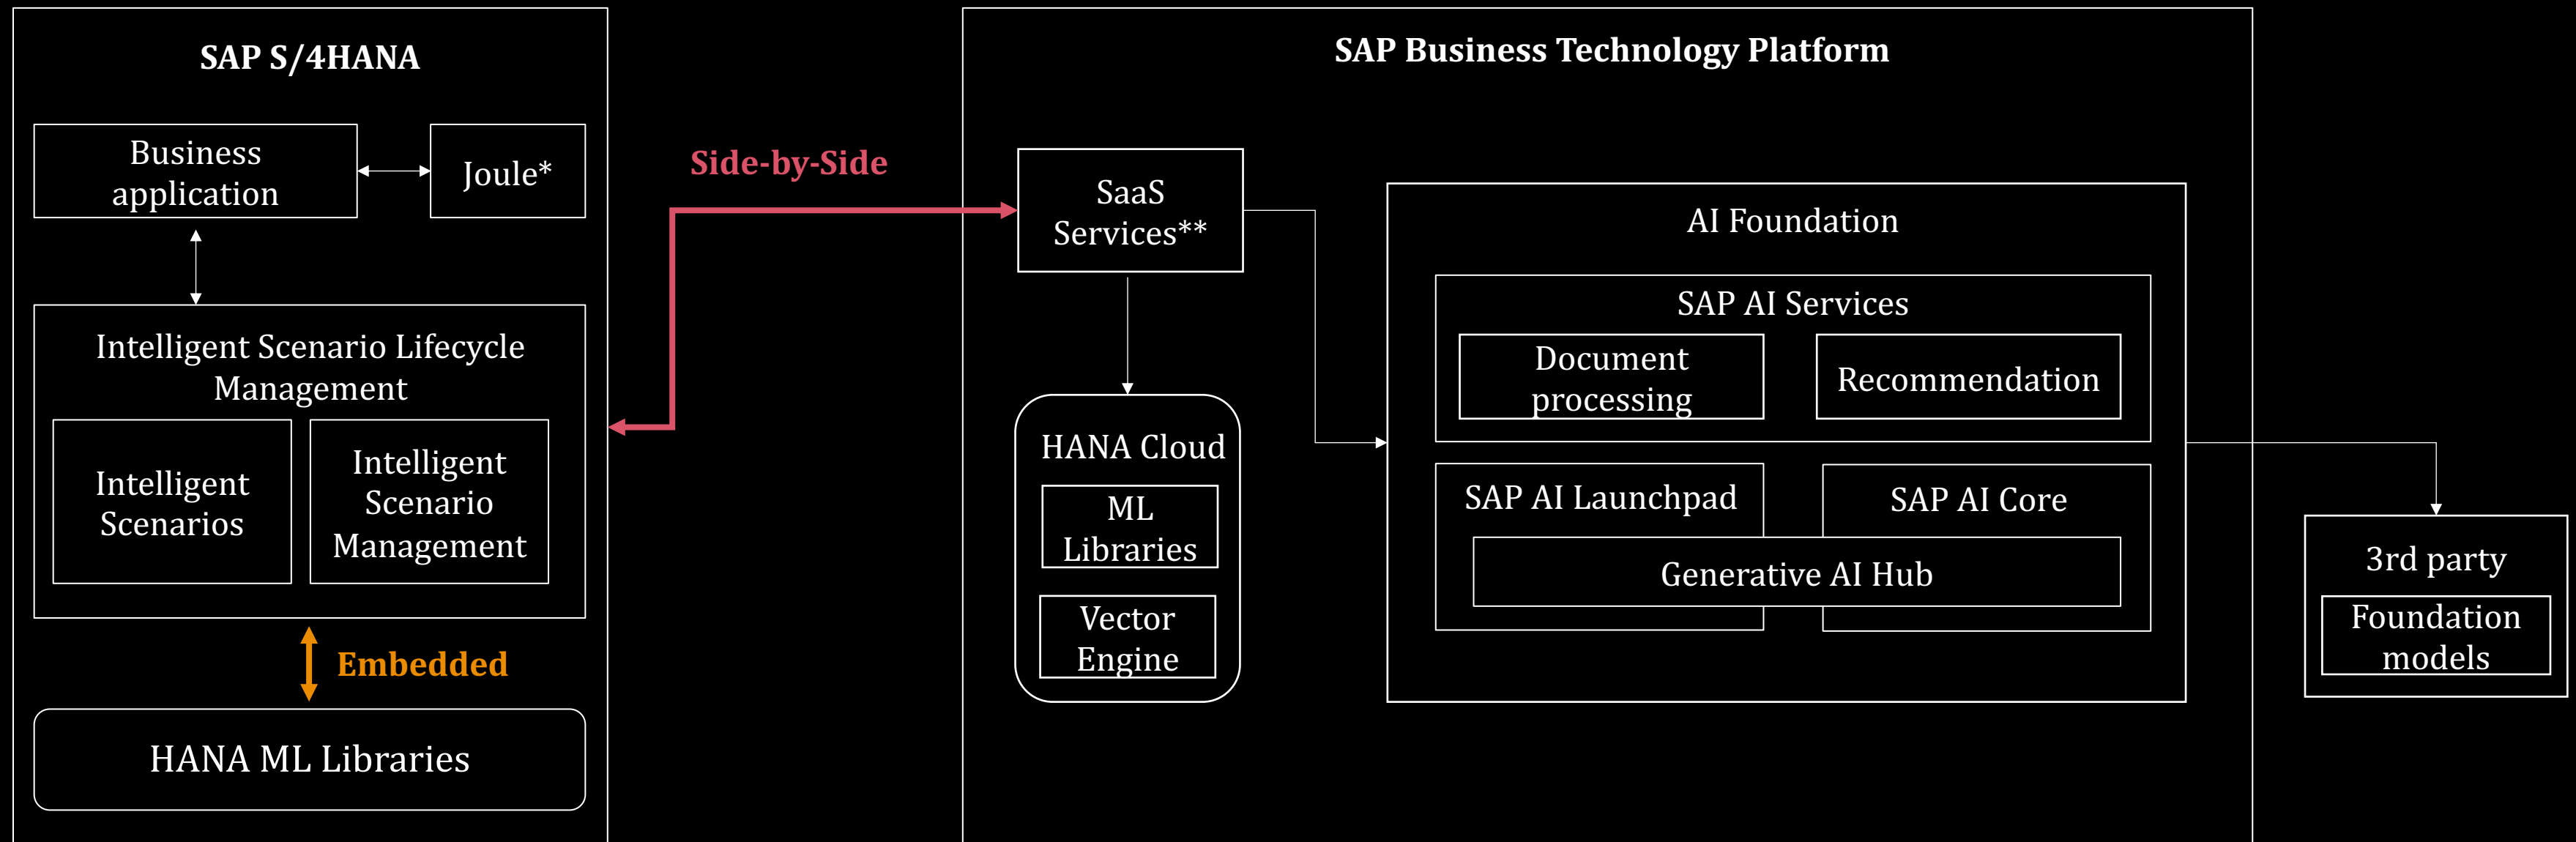 SAP S/4HANA
Business
application
Joule*
Intelligent Scenario Lifecycle
Management
Intelligent
Scenarios
Intelligent
Scenario
Management
Embedded
HANA ML Libraries
Side-by-Side
SAP Business Technology Platform
SaaS
Services**
HANA Cloud
ML
Libraries
Vector
Engine
AI Foundation
SAP AI Services
Document
processing
Recommendation
SAP AI Launchpad
SAP AI Core
Generative AI Hub
3rd party
Foundation
models